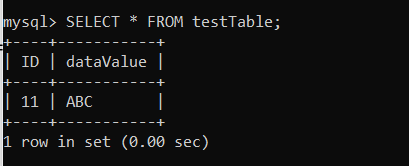 mysql> SELECT * FROM testTable;
+----+-----------+
| ID | dataValue |
+----+-----------+
| 11 | ABC       |
+----+-----------+
1 row in set (0.00 sec)